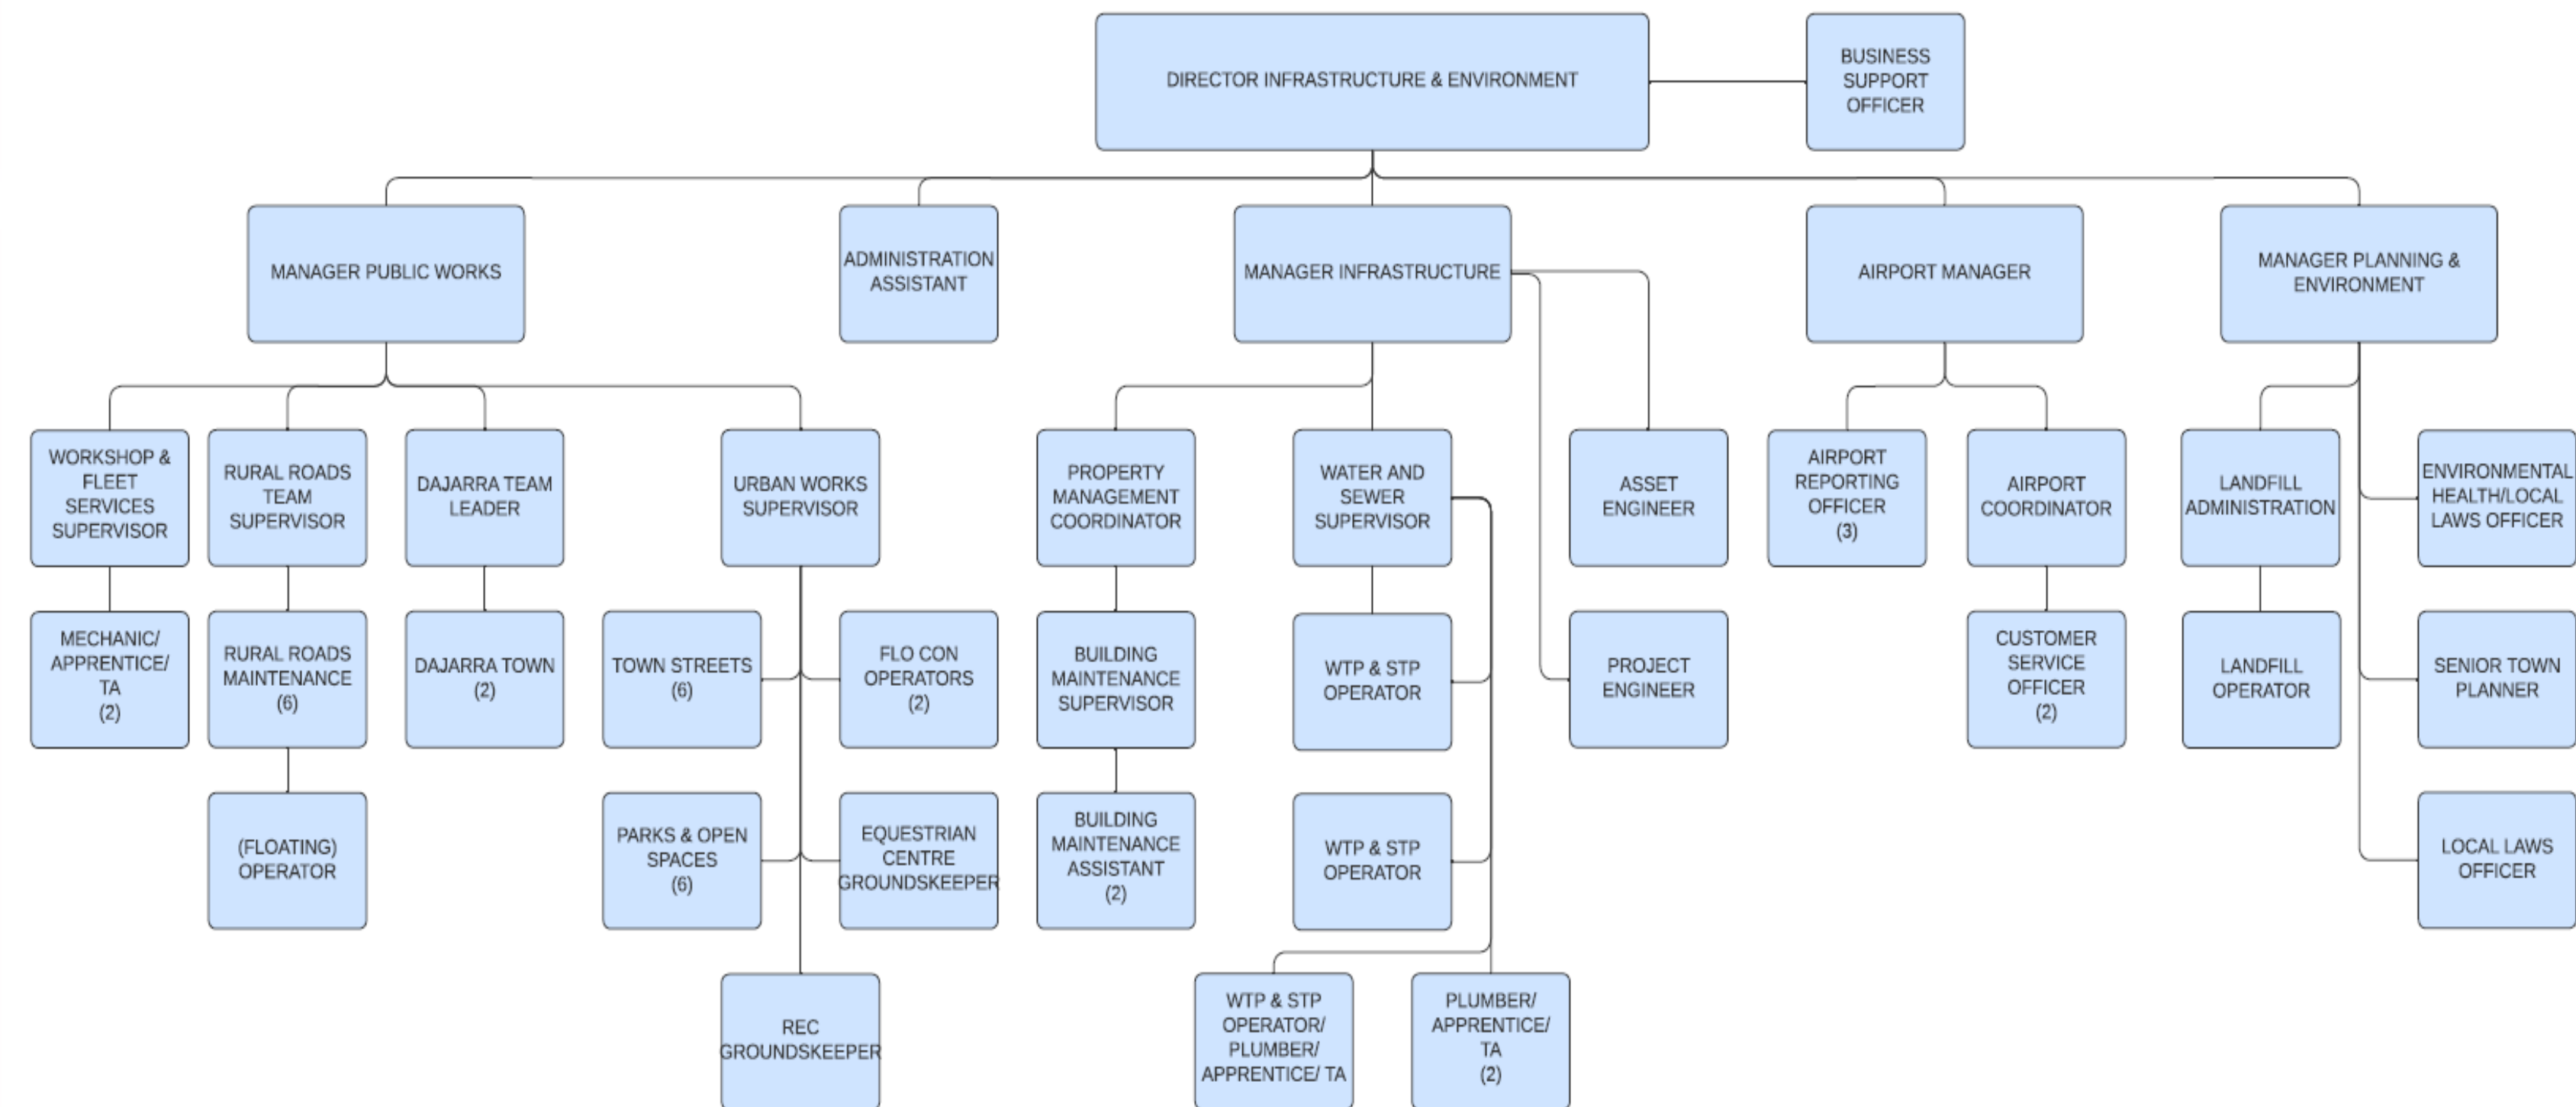 DIRECTOR INFRASTRUCTURE & ENVIRONMENT
BUSINESS
SUPPORT
OFFICER
MANAGER PUBLIC WORKS
ADMINISTRATION
ASSISTANT
MANAGER INFRASTRUCTURE
AIRPORT MANAGER
MANAGER PLANNING &
ENVIRONMENT
WORKSHOP &
FLEET
SERVICES
SUPERVISOR
RURAL ROADS
TEAM
SUPERVISOR
DAJARRA TEAM
LEADER
URBAN WORKS
SUPERVISOR
PROPERTY
MANAGEMENT
COORDINATOR
WATER AND
SEWER
SUPERVISOR
ASSET
ENGINEER
AIRPORT
REPORTING
OFFICER
(3)
AIRPORT
COORDINATOR
LANDFILL
ADMINISTRATION
ENVIRONMENTAL
HEALTH/LOCAL
LAWS OFFICER
MECHANIC/
APPRENTICE/
TA
(2)
RURAL ROADS
MAINTENANCE
(6)
DAJARRA TOWN
(2)
TOWN STREETS
(6)
FLO CON
OPERATORS
(2)
BUILDING
MAINTENANCE
SUPERVISOR
WTP & STP
OPERATOR
PROJECT
ENGINEER
CUSTOMER
SERVICE
OFFICER
(2)
LANDFILL
OPERATOR
SENIOR TOWN
PLANNER
(FLOATING)
OPERATOR
PARKS & OPEN
SPACES
(6)
EQUESTRIAN
CENTRE
GROUNDSKEEPER
BUILDING
MAINTENANCE
ASSISTANT
(2)
WTP & STP
OPERATOR
LOCAL LAWS
OFFICER
REC
GROUNDSKEEPER
WTP & STP
OPERATOR/
PLUMBER/
APPRENTICE/ TA
PLUMBER/
APPRENTICE/
TA
(2)